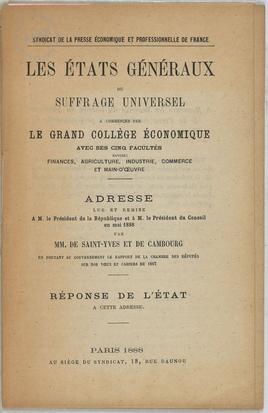 SYNDICAT DE LA PRESSE ÉCONOMIQUE ET PROFESSIONNELLE DE FRANCE
LES ÉTATS GÉNÉRAUX
DU
SUFFRAGE UNIVERSEL
A COMMENCER PAR
LE GRAND COLLÈGE ÉCONOMIQUE
AVEC SES CINQ FACULTÉS
SAVOIR:
FINANCES, AGRICULTURE, INDUSTRIE, COMMERCE
ET MAIN-D'ŒUVRE
ADRESSE
LUE ET REMISE
A M. le Président de la République et à M. le Président du Conseil
en mai 1888
PAR
MM. DE SAINT-YVES ET DE CAMBOURG
EN PORTANT AU GOUVERNEMENT LE RAPPORT DE LA CHAMBRE DES DÉPUTÉS
SUR NOS VŒUX ET CAHIERS DE 1887
RÉPONSE DE L'ÉTAT
A CETTE ADRESSE.
PARIS 1888
AU SIÈGE DU SYNDICAT, 18, RUE DAUNOU